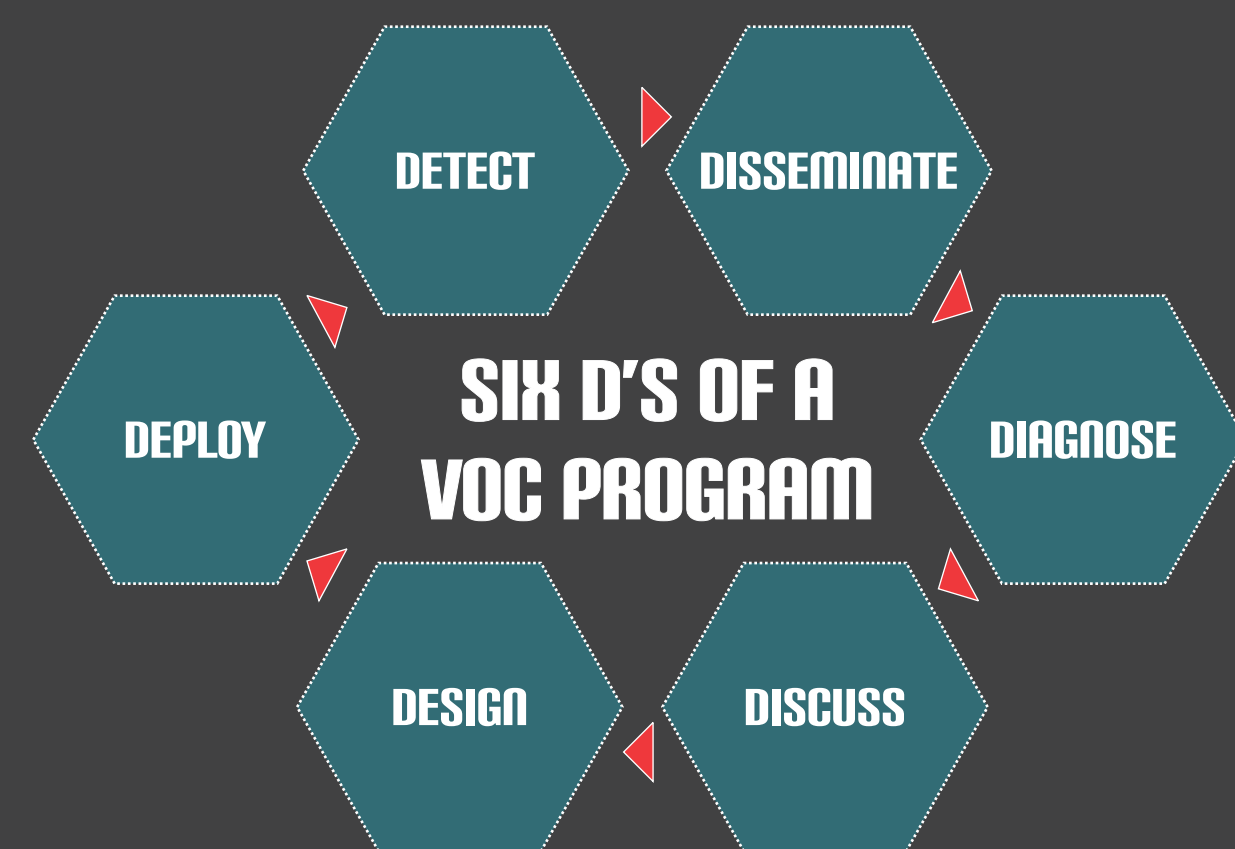 DETECT
DISSEMINATE
SIX D'S OF A
VOC PROGRAM
DEPLOY
DIAGNOSE
DESIGN
DISCUSS